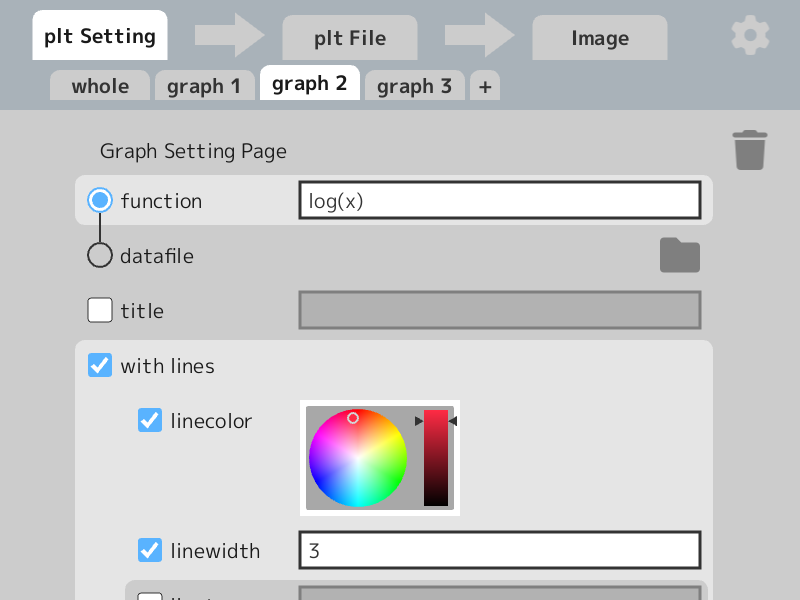 plt Setting
plt File
Image
whole
graph 1
graph 2
graph 3
+
Graph Setting Page
function
log(x)
datafile
title
with lines
linecolor
linewidth
3